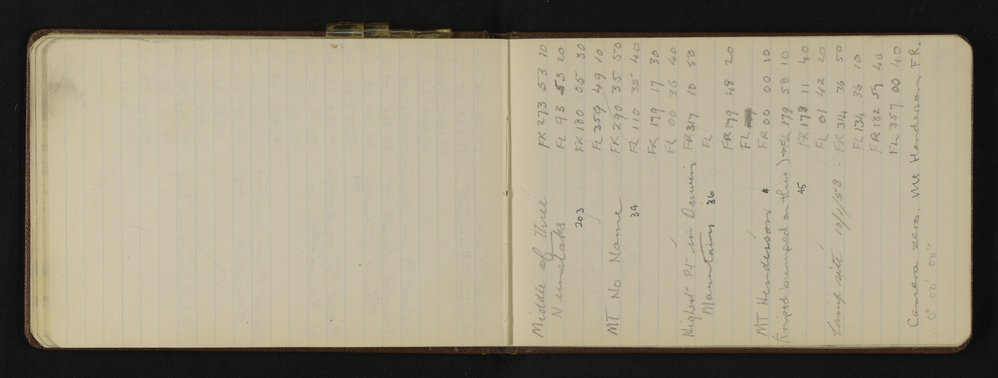 Middle of three FR 273 53 10
Nunataks FL 93 53 20
203 FR 180 05 30
FL 359 49 10
MT No Name FR 290 35 50
34 FL 110 35 40
FR 179 17 30
FL 00 36 40
Highest Pt in FR 317 10 50
Mountains 36 FL
FR 179 48 20
FL
MT Henderson * FR 00 00 10
(tripod bumped on this) → FL 179 58 10
45 FR 178 11 40
FL 01 42 20
Camp site 10/1/58 FR 314 36 50
FL 134 36 10
FR 182 57 40
FL 357 00 40
Camera zero. Mt Henderson FR.
0° 00' 00"